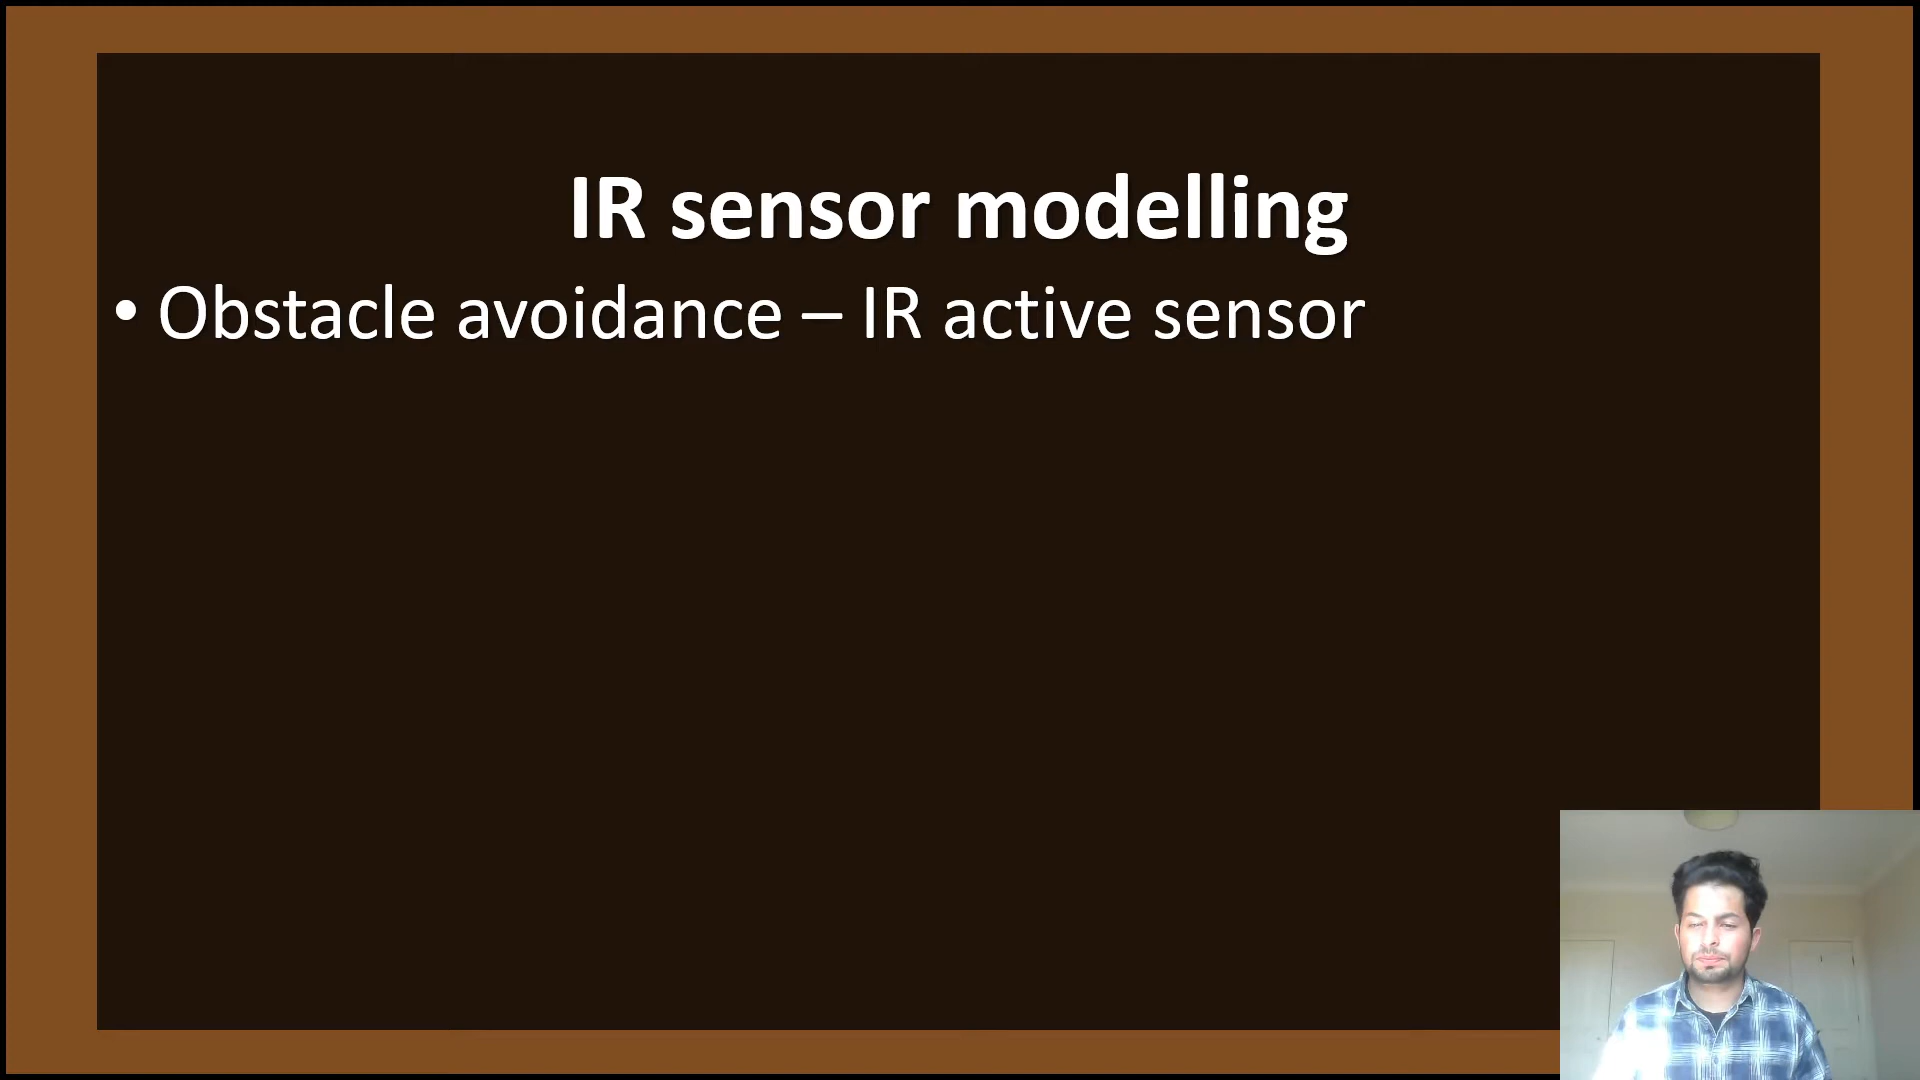 IR sensor modelling
• Obstacle avoidance – IR active sensor